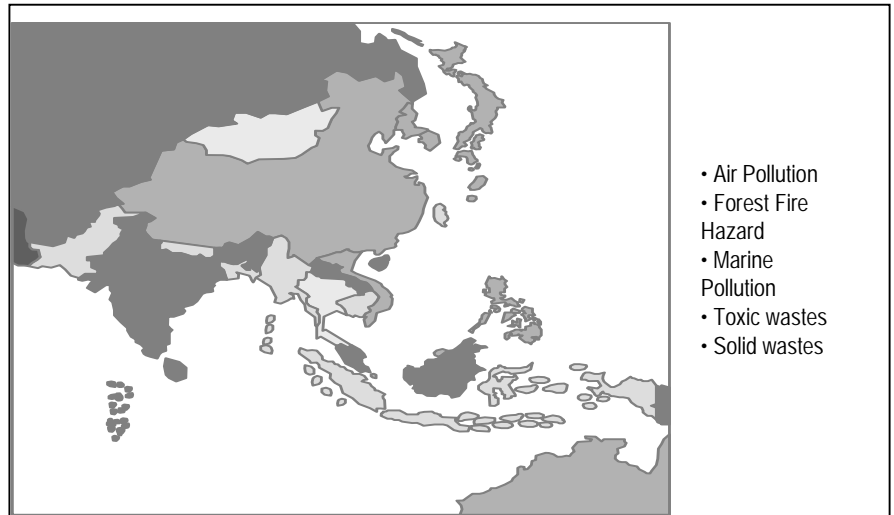 • Air Pollution
• Forest Fire
Hazard
• Marine
Pollution
• Toxic wastes
• Solid wastes